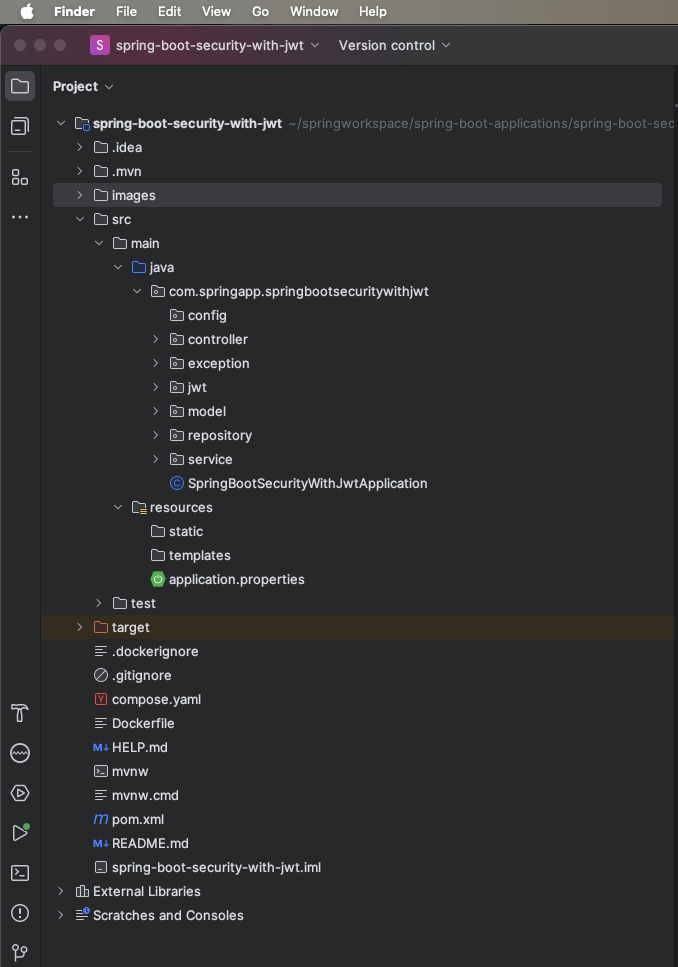 Finder File Edit View Go Window Help
S spring-boot-security-with-jwt Version control
Project
spring-boot-security-with-jwt ~/springworkspace/spring-boot-applications/spring-boot-sec
.idea
.mvn
images
src
main
java
com.springapp.springbootsecuritywithjwt
config
controller
exception
jwt
model
repository
service
C SpringBootSecurityWithJwtApplication
resources
static
templates
application.properties
test
target
.dockerignore
.gitignore
Y compose.yaml
Dockerfile
M↓ HELP.md
mvnw
mvnw.cmd
m pom.xml
M↓ README.md
spring-boot-security-with-jwt.iml
External Libraries
Scratches and Consoles